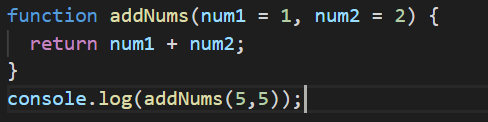 function addNums(num1 = 1, num2 = 2) {
  return num1 + num2;
}
console.log(addNums(5,5));